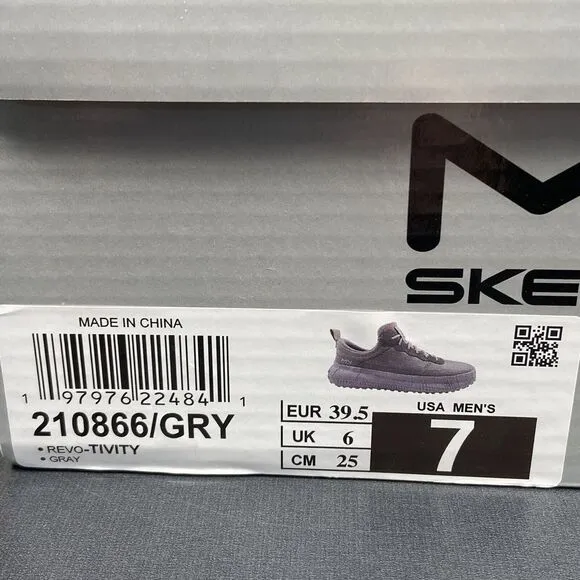 M
SKE
MADE IN CHINA
1 97976 22484 1
210866/GRY
• REVO-TIVITY
• GRAY
EUR 39.5
UK 6
CM 25
USA MEN'S
7